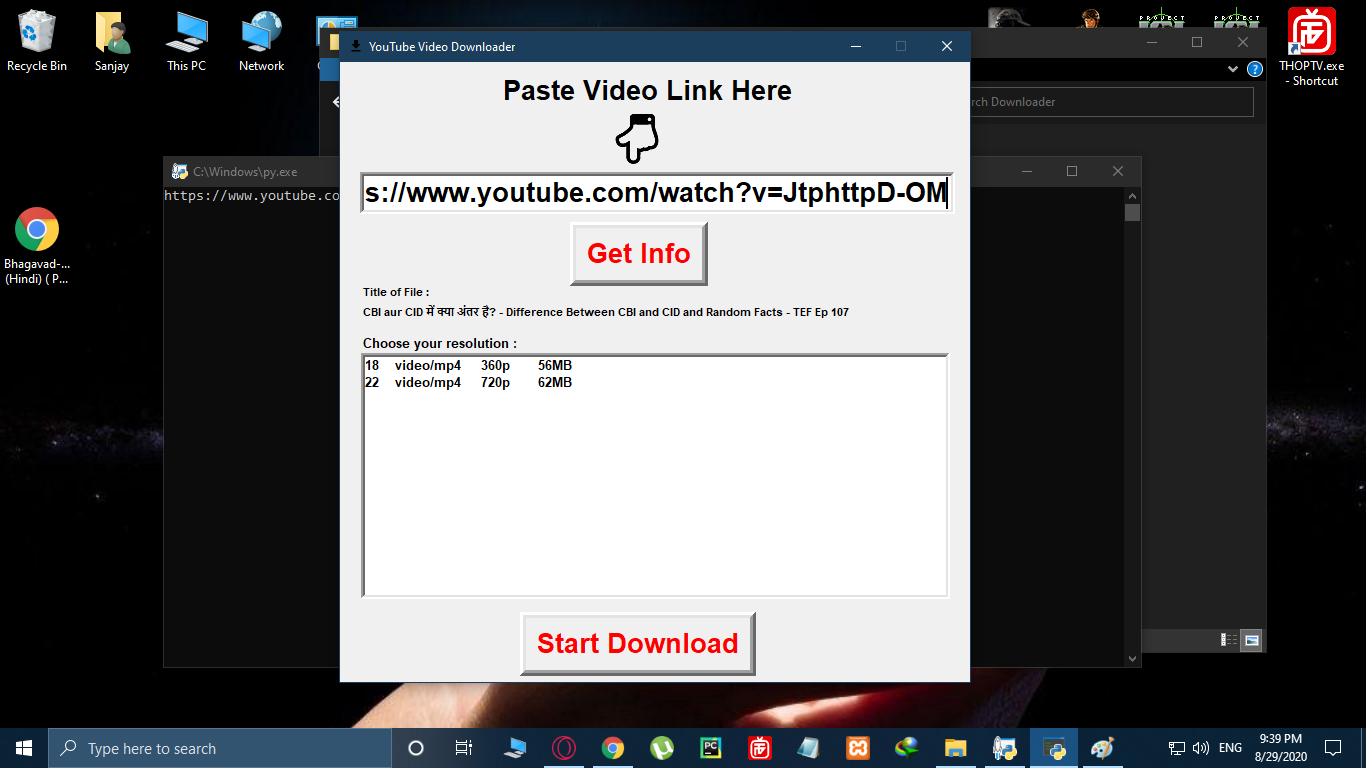 Recycle Bin
Sanjay
This PC
Network
PROJECT
PROJECT
THOPTV.exe
- Shortcut
YouTube Video Downloader
Paste Video Link Here
rch Downloader
C:\Windows\py.exe
https://www.youtube.co
s://www.youtube.com/watch?v=JtphttpD-OM
Get Info
Bhagavad-...
(Hindi) ( P...
Title of File :
CBI aur CID में क्या अंतर है? - Difference Between CBI and CID and Random Facts - TEF Ep 107
Choose your resolution :
18 video/mp4 360p 56MB
22 video/mp4 720p 62MB
Start Download
Type here to search
PC
ENG
9:39 PM
8/29/2020